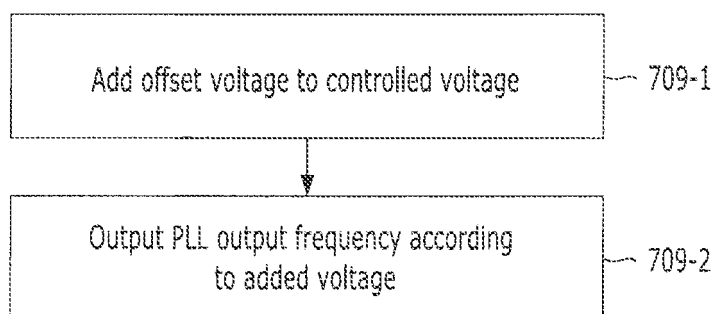 Add offset voltage to controlled voltage
709-1
Output PLL output frequency according
to added voltage
709-2